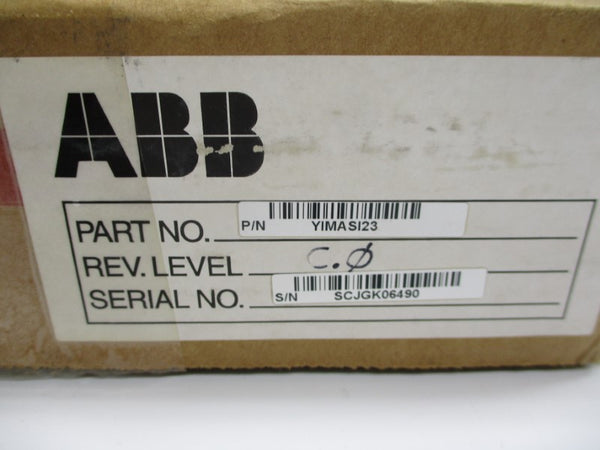 ABB
PART NO. P/N YIMASI23
REV. LEVEL C.Ø
SERIAL NO. S/N SCJGK06490